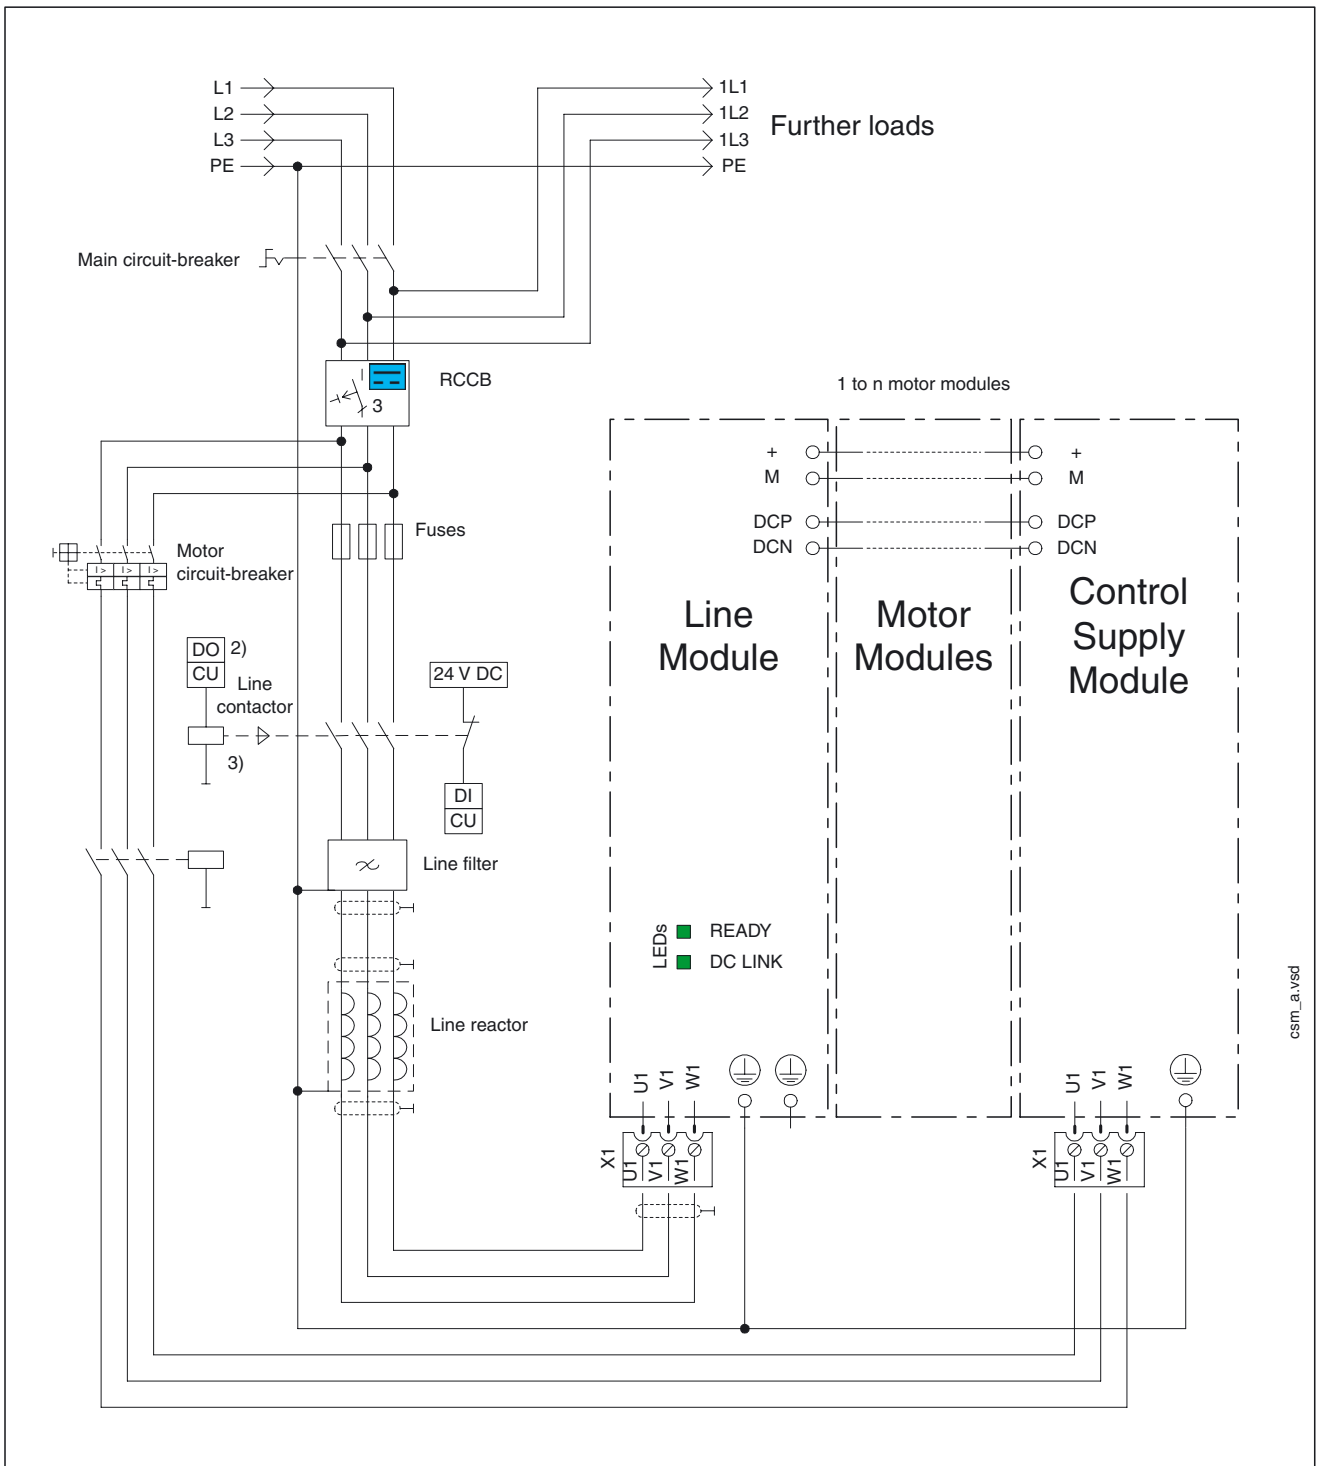 L1
L2
L3
PE
1L1
1L2
1L3
PE
Further loads
Main circuit-breaker
RCCB
3
1 to n motor modules
+
M
DCP
DCN
+
M
DCP
DCN
Fuses
Motor
circuit-breaker
I >
I >
I >
Line
Module
Motor
Modules
Control
Supply
Module
DO
CU
2)
Line
contactor
3)
24 V DC
DI
CU
Line filter
LEDs
READY
DC LINK
Line reactor
csm_a.vsd
U1
V1
W1
X1
U1
V1
W1
U1
V1
W1
X1
U1
V1
W1